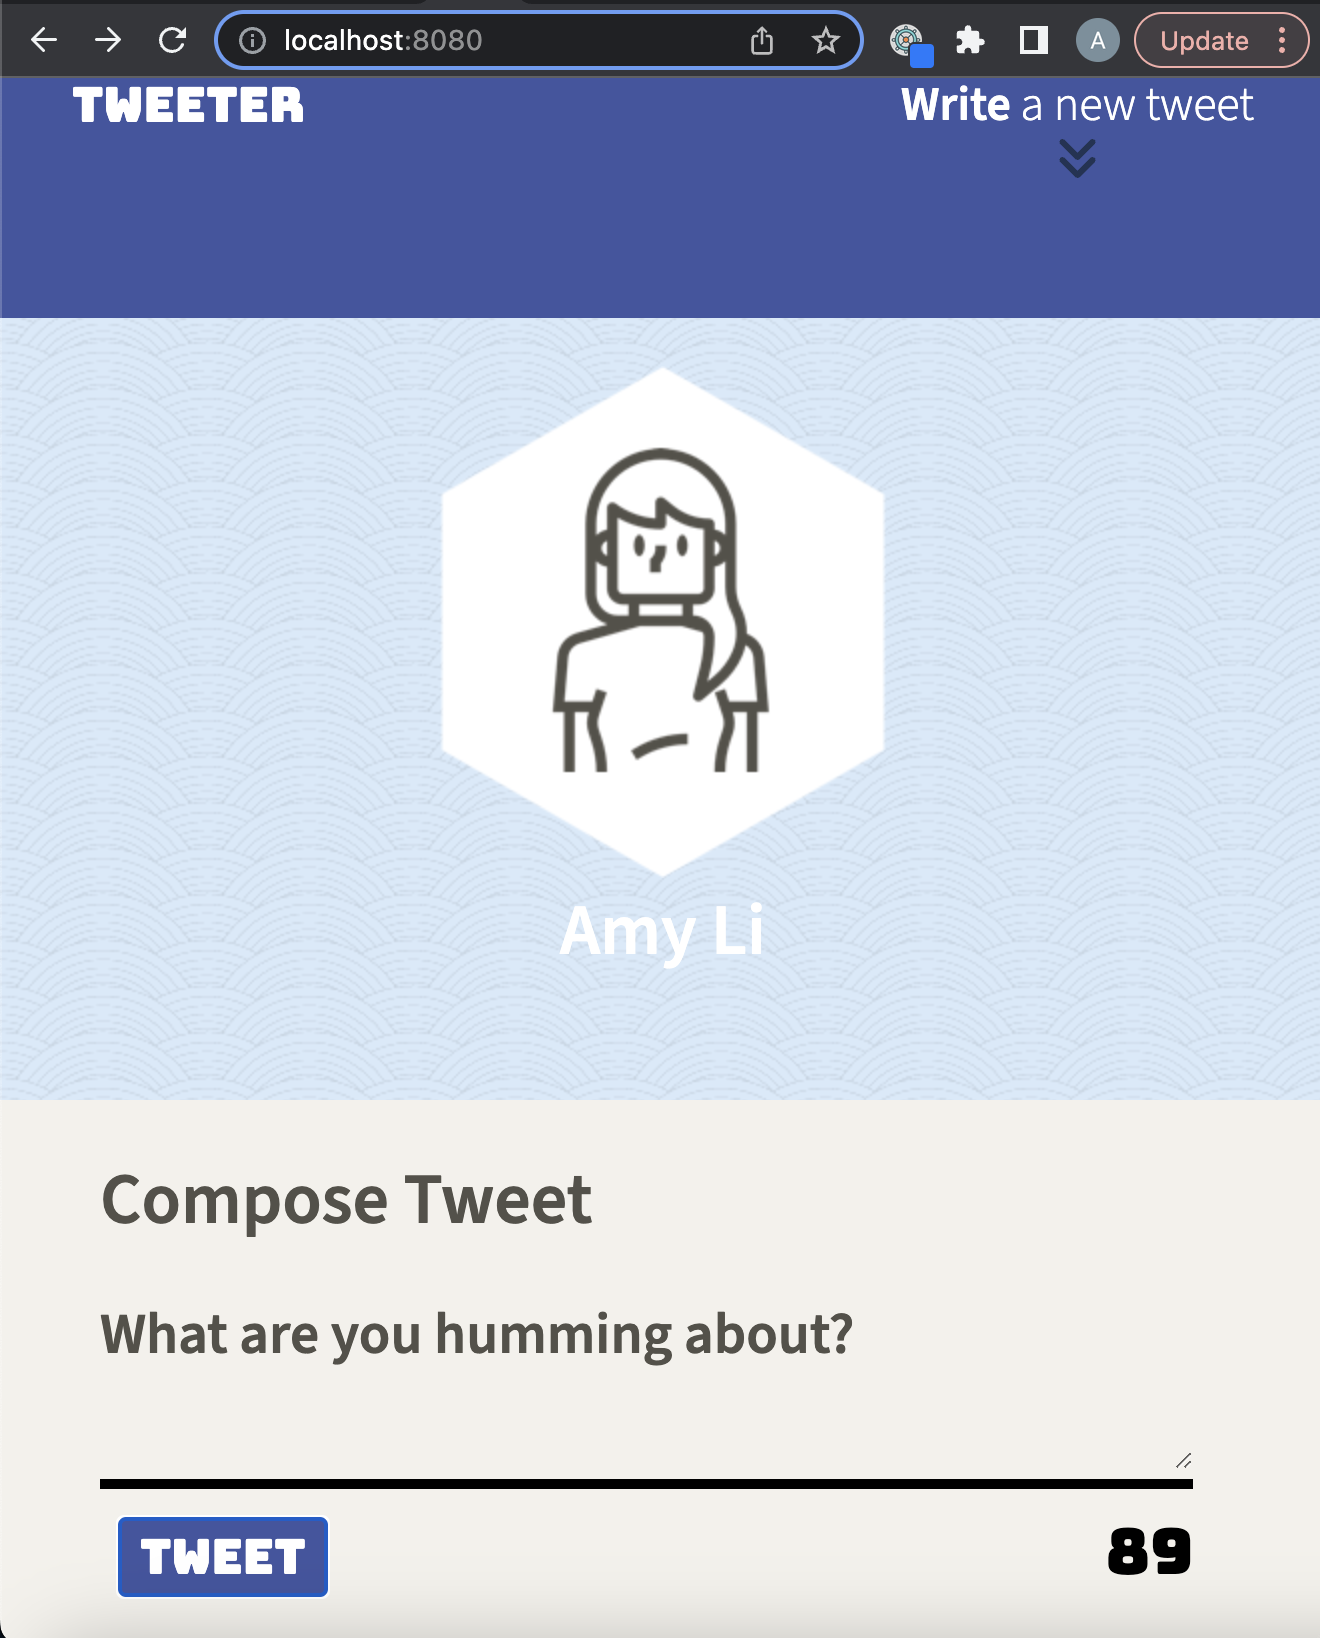 localhost:8080
A
Update
TWEETER
Write a new tweet
Amy Li
Compose Tweet
What are you humming about?
TWEET
89